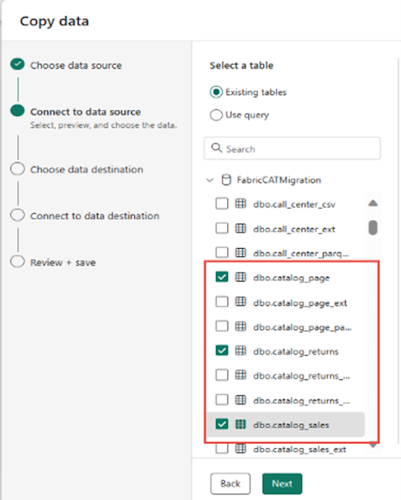 Copy data
Choose data source
Connect to data source
Select, preview, and choose the data.
Choose data destination
Connect to data destination
Review + save
Select a table
Existing tables
Use query
Search
FabricCATMigration
dbo.call_center_csv
dbo.call_center_ext
dbo.call_center_parq...
dbo.catalog_page
dbo.catalog_page_ext
dbo.catalog_page_pa...
dbo.catalog_returns
dbo.catalog_returns_...
dbo.catalog_returns_...
dbo.catalog_sales
dbo.catalog_sales_ext
Back
Next